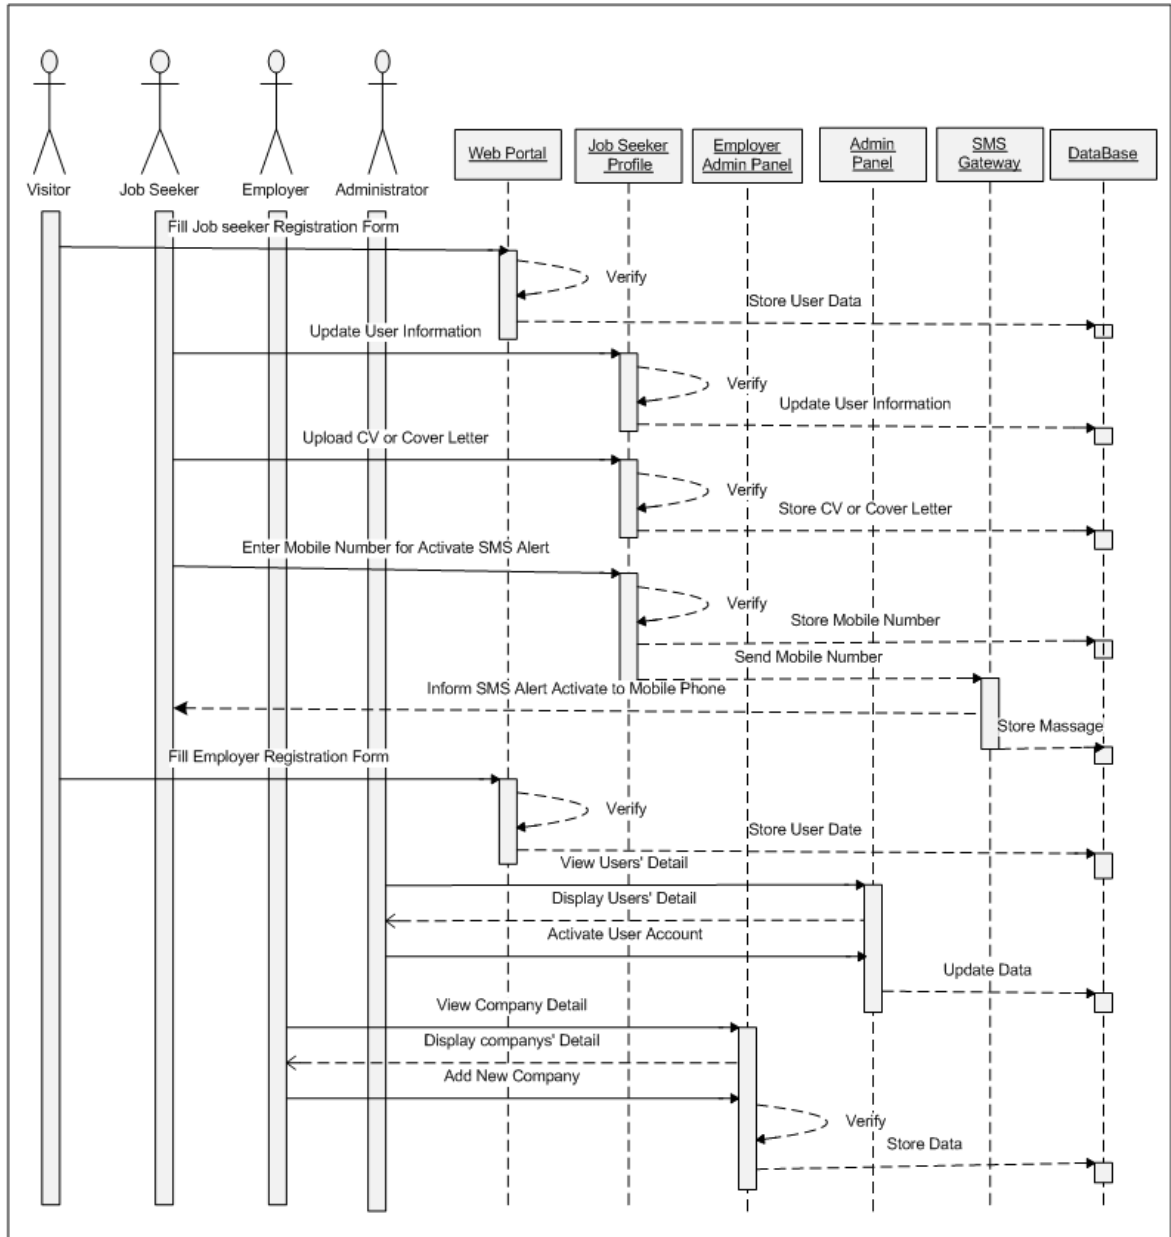 Visitor
Job Seeker
Employer
Administrator
Web Portal
Job Seeker
Profile
Employer
Admin Panel
Admin
Panel
SMS
Gateway
DataBase
Fill Job seeker Registration Form
Verify
Store User Data
Update User Information
Verify
Update User Information
Upload CV or Cover Letter
Verify
Store CV or Cover Letter
Enter Mobile Number for Activate SMS Alert
Verify
Store Mobile Number
Send Mobile Number
Inform SMS Alert Activate to Mobile Phone
Store Massage
Fill Employer Registration Form
Verify
Store User Date
View Users' Detail
Display Users' Detail
Activate User Account
Update Data
View Company Detail
Display companys' Detail
Add New Company
Verify
Store Data